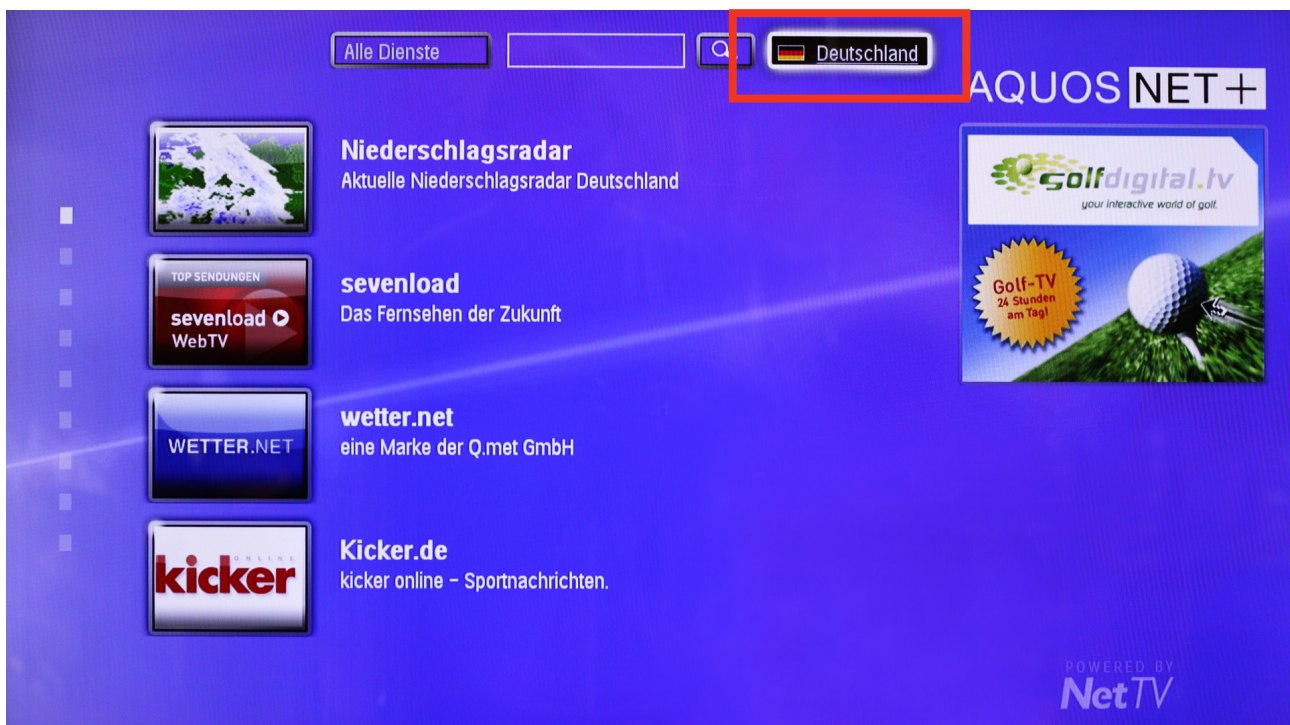 Alle Dienste
Deutschland
AQUOS NET+
Niederschlagsradar
Aktuelle Niederschlagsradar Deutschland
golfdigital.tv
your interactive world of golf.
Golf-TV
24 Stunden
am Tag!
TOP SENDUNGEN
sevenload
WebTV
sevenload
Das Fernsehen der Zukunft
WETTER.NET
wetter.net
eine Marke der Q.met GmbH
ONLINE
kicker
Kicker.de
kicker online – Sportnachrichten.
POWERED BY
NetTV